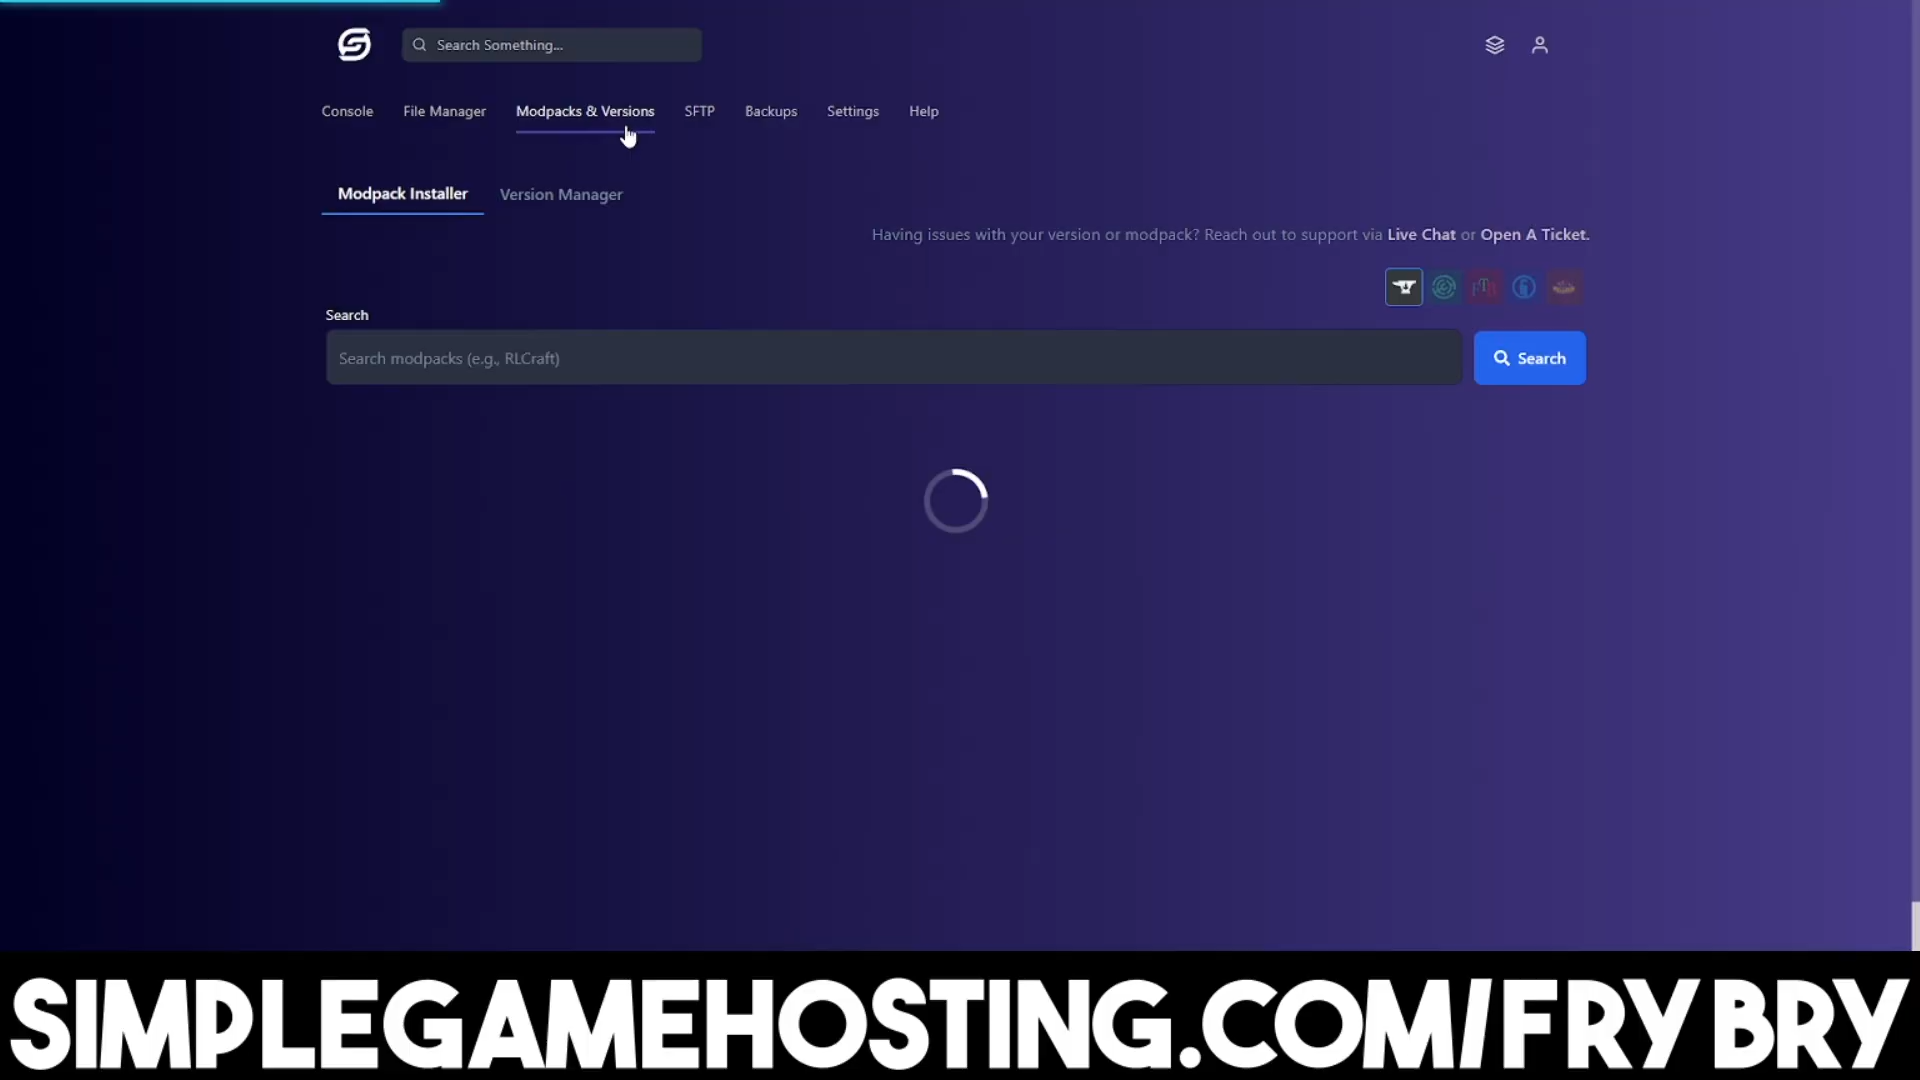 Search Something...
Console File Manager Modpacks & Versions SFTP Backups Settings Help
Modpack Installer Version Manager
Having issues with your version or modpack? Reach out to support via Live Chat or Open A Ticket.
Search
Search modpacks (e.g., RLCraft)
Search
SIMPLEGAMEHOSTING.COM/FRYBRY